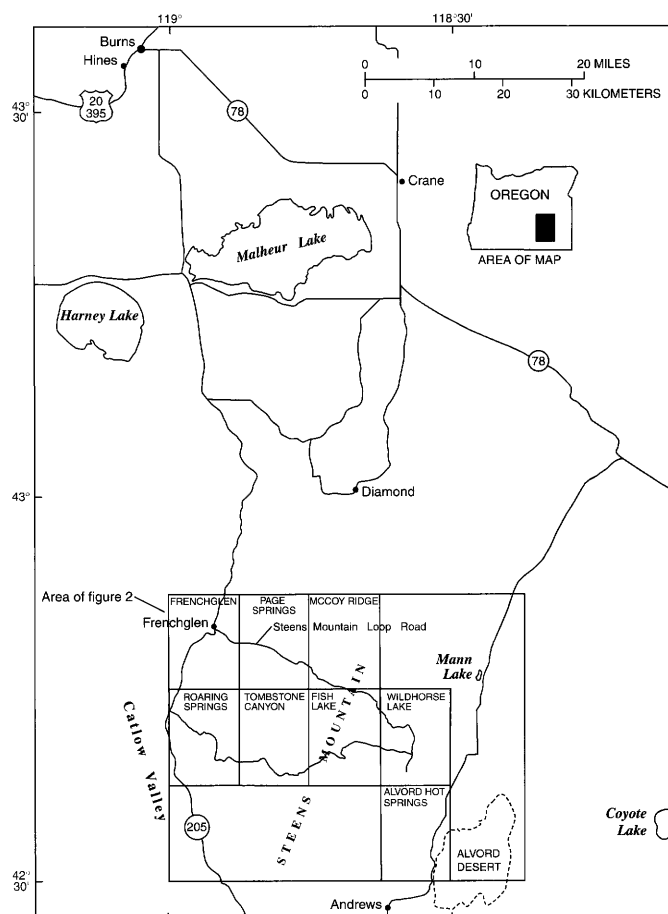 119°
118°30'
Burns
Hines
0 10 20 MILES
0 10 20 30 KILOMETERS
20
395
43°
30'
78
Crane
OREGON
AREA OF MAP
Malheur Lake
Harney Lake
78
Diamond
43°
Area of figure 2
FRENCHGLEN
PAGE
SPRINGS
MCCOY RIDGE
Frenchglen
Steens Mountain Loop Road
Mann
Lake
ROARING
SPRINGS
TOMBSTONE
CANYON
FISH
LAKE
WILDHORSE
LAKE
Catlow Valley
STEENS MOUNTAIN
ALVORD HOT
SPRINGS
205
Coyote
Lake
ALVORD
DESERT
42°
30'
Andrews